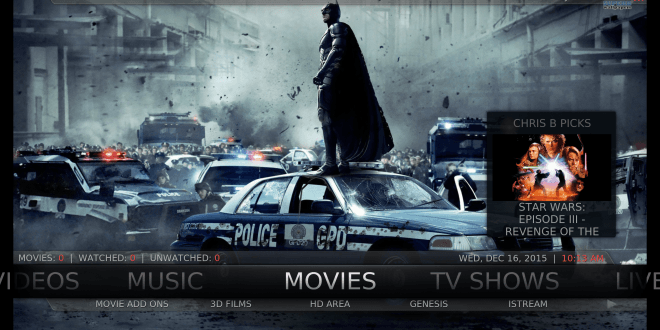 CHRIS B PICKS
STAR WARS:
EPISODE III -
REVENGE OF THE
POLICE
GPD
MOVIES: 0 | WATCHED: 0 | UNWATCHED: 0
WED, DEC 16, 2015 |
VIDEOS MUSIC MOVIES TV SHOWS LIVE
MOVIE ADD ONS 3D FILMS HD AREA GENESIS ISTREAM